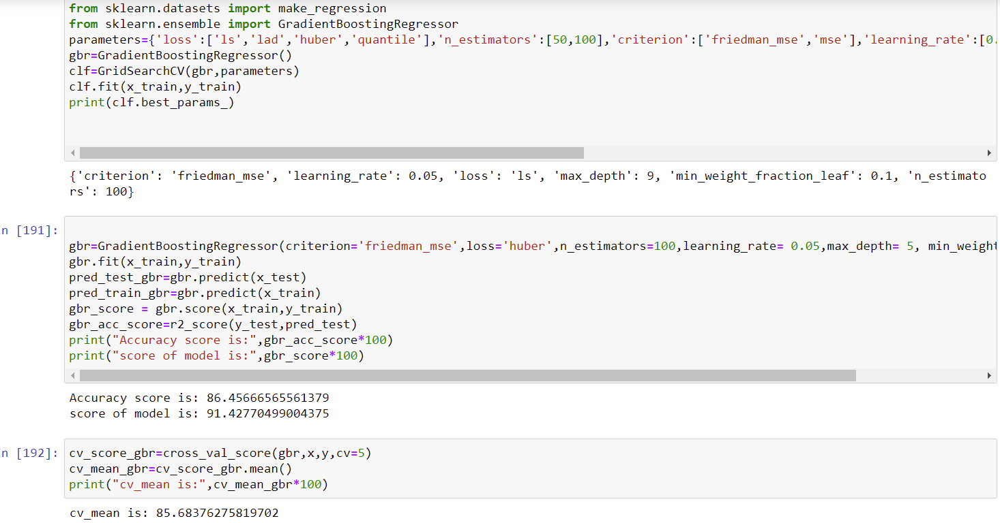 from sklearn.datasets import make_regression
from sklearn.ensemble import GradientBoostingRegressor
parameters={'loss':['ls','lad','huber','quantile'],'n_estimators':[50,100],'criterion':['friedman_mse','mse'],'learning_rate':[0.
gbr=GradientBoostingRegressor()
clf=GridSearchCV(gbr,parameters)
clf.fit(x_train,y_train)
print(clf.best_params_)
{'criterion': 'friedman_mse', 'learning_rate': 0.05, 'loss': 'ls', 'max_depth': 9, 'min_weight_fraction_leaf': 0.1, 'n_estimato
rs': 100}
n [191]:
gbr=GradientBoostingRegressor(criterion='friedman_mse',loss='huber',n_estimators=100,learning_rate= 0.05,max_depth= 5, min_weight
gbr.fit(x_train,y_train)
pred_test_gbr=gbr.predict(x_test)
pred_train_gbr=gbr.predict(x_train)
gbr_score = gbr.score(x_train,y_train)
gbr_acc_score=r2_score(y_test,pred_test)
print("Accuracy score is:",gbr_acc_score*100)
print("score of model is:",gbr_score*100)
Accuracy score is: 86.45666565561379
score of model is: 91.42770499004375
n [192]: cv_score_gbr=cross_val_score(gbr,x,y,cv=5)
cv_mean_gbr=cv_score_gbr.mean()
print("cv_mean is:",cv_mean_gbr*100)
cv_mean is: 85.68376275819702